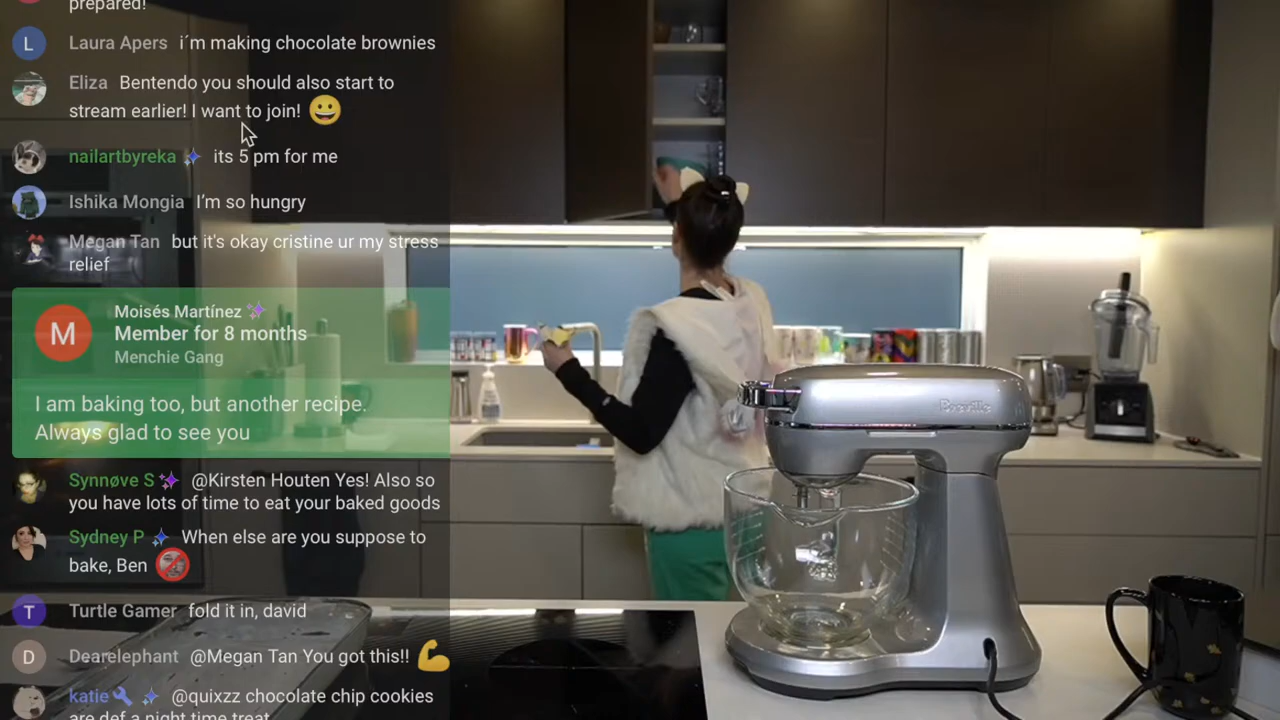 prepared!
Laura Apers i´m making chocolate brownies
Eliza Bentendo you should also start to
stream earlier! I want to join! 😀
nailartbyreka its 5 pm for me
Ishika Mongia I’m so hungry
Megan Tan but it's okay cristine ur my stress
relief
M
Moisés Martínez
Member for 8 months
Menchie Gang
I am baking too, but another recipe.
Always glad to see you
Synnøve S @Kirsten Houten Yes! Also so
you have lots of time to eat your baked goods
Sydney P When else are you suppose to
bake, Ben
Turtle Gamer fold it in, david
Dearelephant @Megan Tan You got this!! 💪
katie🔧 @quixzz chocolate chip cookies
are def a night time treat
L
T
D
Breville